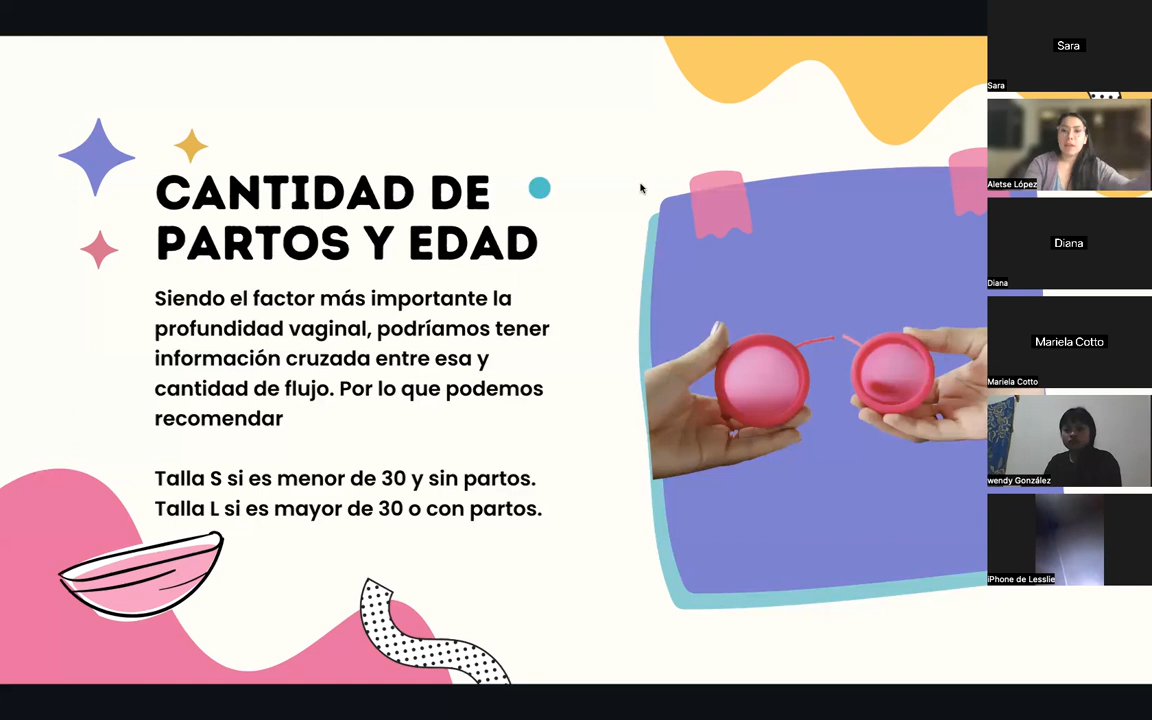 CANTIDAD DE
PARTOS Y EDAD
Siendo el factor más importante la
profundidad vaginal, podríamos tener
información cruzada entre esa y
cantidad de flujo. Por lo que podemos
recomendar
Talla S si es menor de 30 y sin partos.
Talla L si es mayor de 30 o con partos.
Sara
Sara
Aletse López
Diana
Diana
Mariela Cotto
Mariela Cotto
wendy González
iPhone de Lesslie